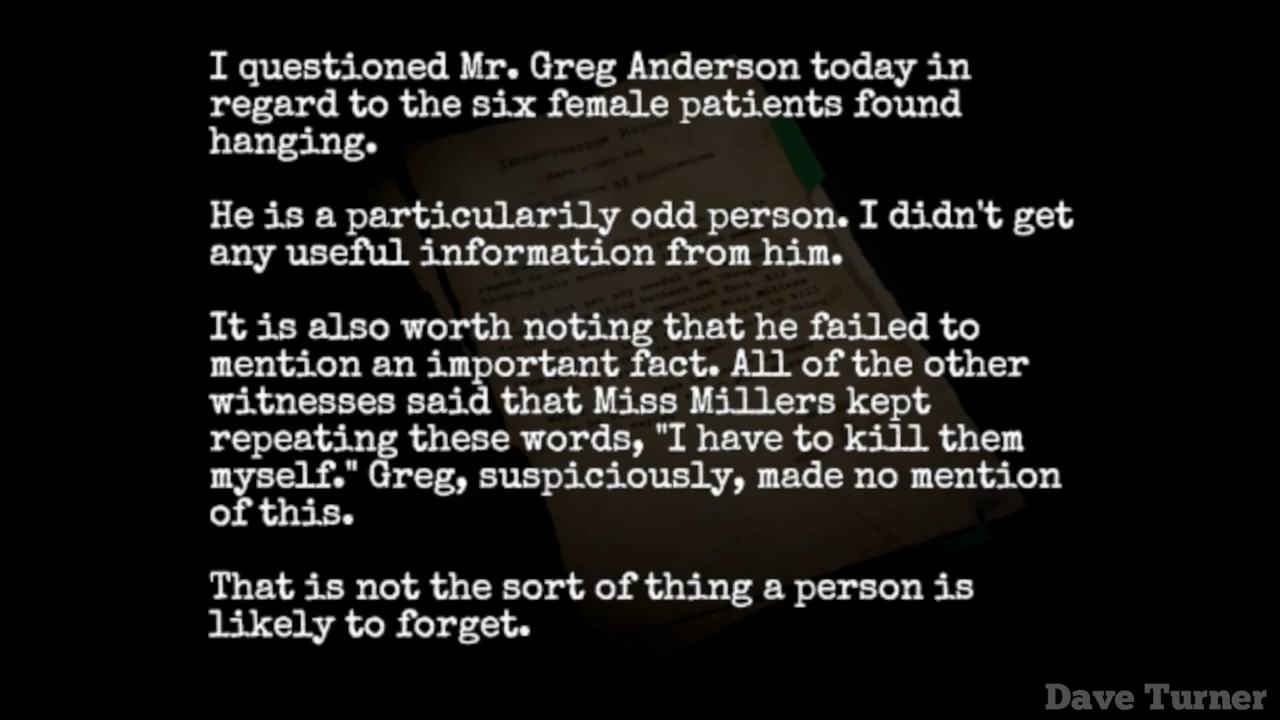 I questioned Mr. Greg Anderson today in
regard to the six female patients found
hanging.
He is a particularily odd person. I didn't get
any useful information from him.
It is also worth noting that he failed to
mention an important fact. All of the other
witnesses said that Miss Millers kept
repeating these words, "I have to kill them
myself." Greg, suspiciously, made no mention
of this.
That is not the sort of thing a person is
likely to forget.
Dave Turner